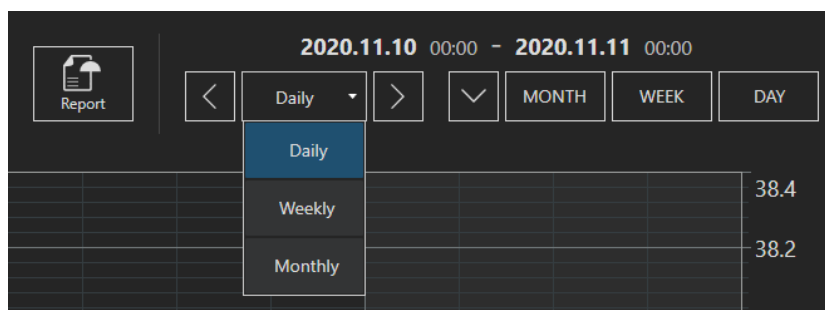 2020.11.10 00:00 - 2020.11.11 00:00
Report
Daily
MONTH
WEEK
DAY
Daily
Weekly
Monthly
38.4
38.2